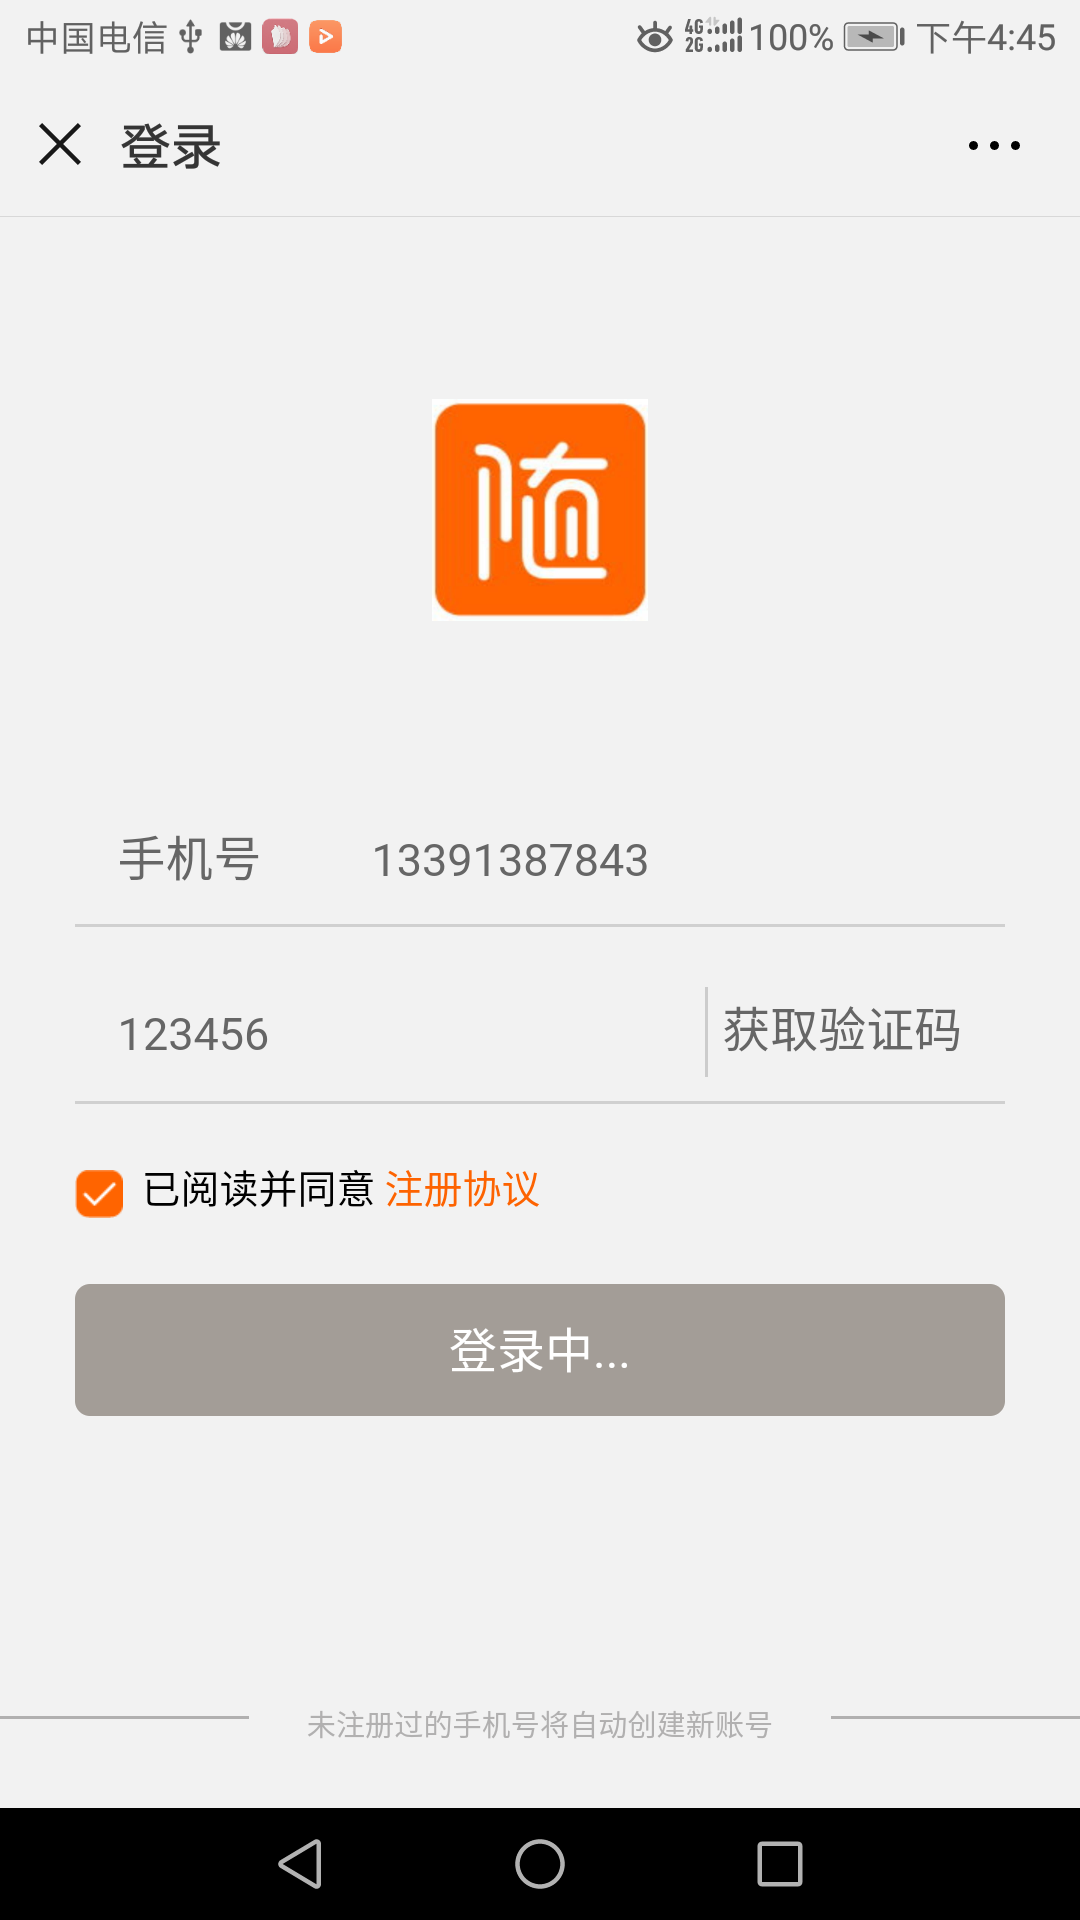 中国电信 4G 2G 100% 下午4:45
登录
随
手机号 13391387843
123456 获取验证码
已阅读并同意 注册协议
登录中...
未注册过的手机号将自动创建新账号